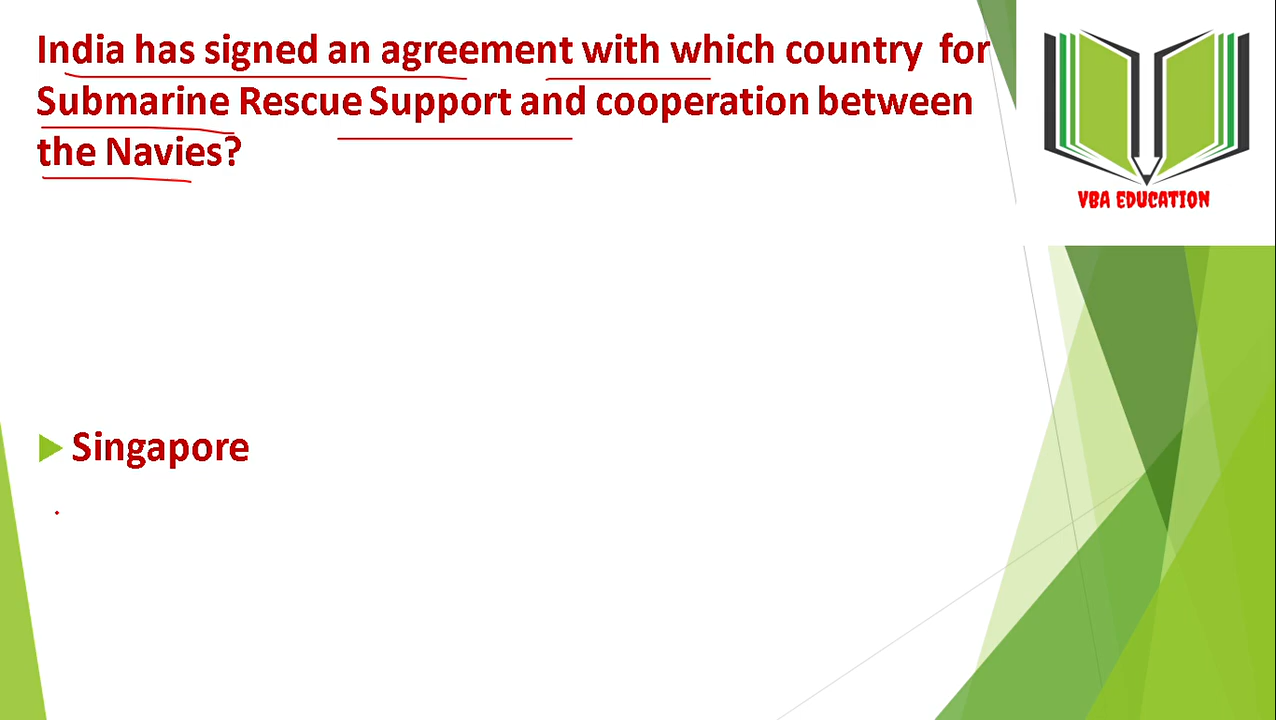 India has signed an agreement with which country for
Submarine Rescue Support and cooperation between
the Navies?
VBA EDUCATION
Singapore